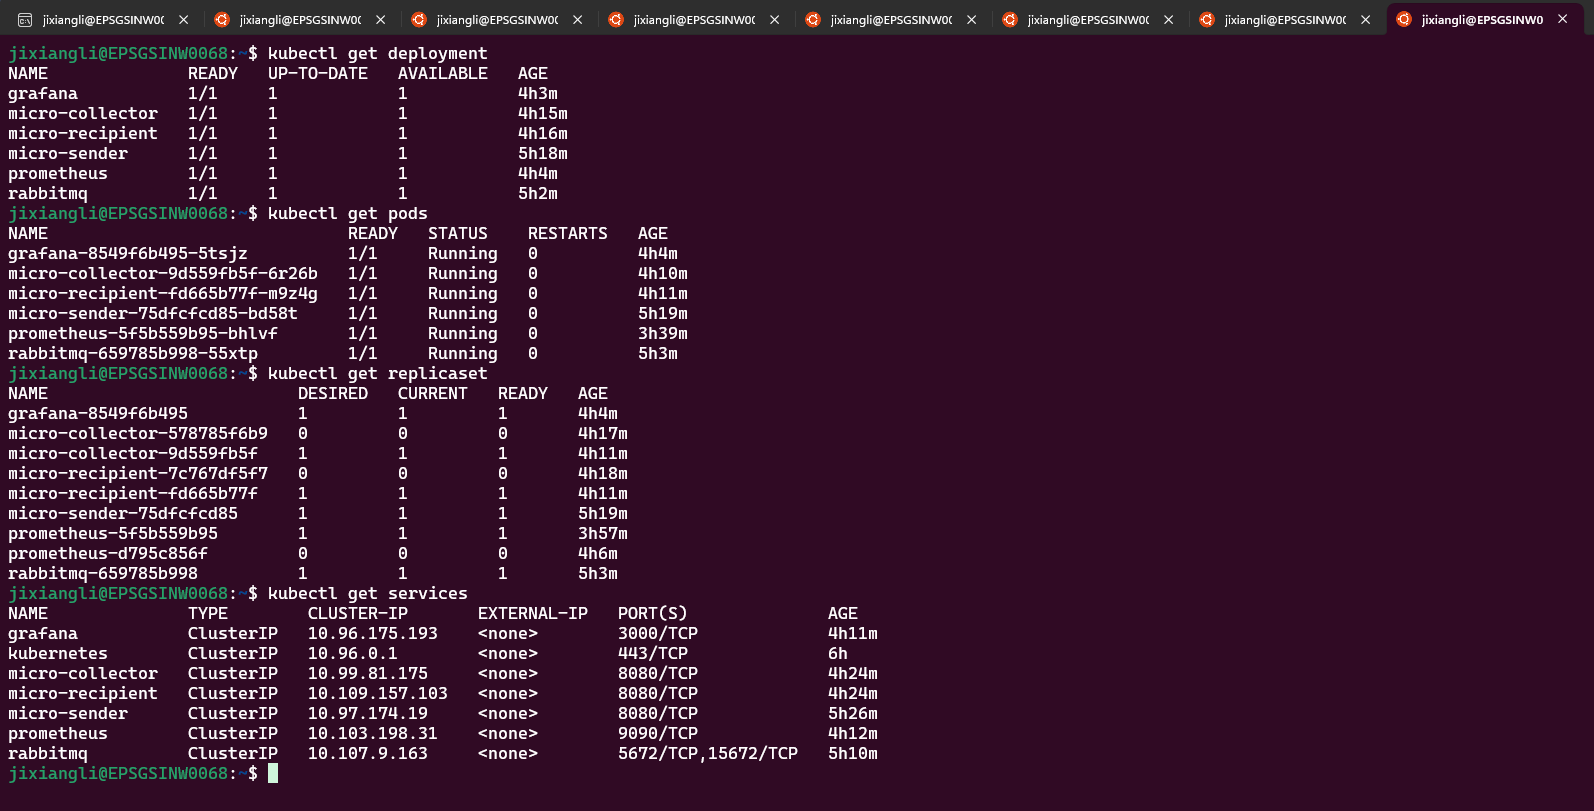 jixiangli@EPSGSINW00 jixiangli@EPSGSINW00 jixiangli@EPSGSINW00 jixiangli@EPSGSINW00 jixiangli@EPSGSINW00 jixiangli@EPSGSINW00 jixiangli@EPSGSINW00 jixiangli@EPSGSINW0
jixiangli@EPSGSINW0068:~$ kubectl get deployment
NAME READY UP-TO-DATE AVAILABLE AGE
grafana 1/1 1 1 4h3m
micro-collector 1/1 1 1 4h15m
micro-recipient 1/1 1 1 4h16m
micro-sender 1/1 1 1 5h18m
prometheus 1/1 1 1 4h4m
rabbitmq 1/1 1 1 5h2m
jixiangli@EPSGSINW0068:~$ kubectl get pods
NAME READY STATUS RESTARTS AGE
grafana-8549f6b495-5tsjz 1/1 Running 0 4h4m
micro-collector-9d559fb5f-6r26b 1/1 Running 0 4h10m
micro-recipient-fd665b77f-m9z4g 1/1 Running 0 4h11m
micro-sender-75dfcfcd85-bd58t 1/1 Running 0 5h19m
prometheus-5f5b559b95-bhlvf 1/1 Running 0 3h39m
rabbitmq-659785b998-55xtp 1/1 Running 0 5h3m
jixiangli@EPSGSINW0068:~$ kubectl get replicaset
NAME DESIRED CURRENT READY AGE
grafana-8549f6b495 1 1 1 4h4m
micro-collector-578785f6b9 0 0 0 4h17m
micro-collector-9d559fb5f 1 1 1 4h11m
micro-recipient-7c767df5f7 0 0 0 4h18m
micro-recipient-fd665b77f 1 1 1 4h11m
micro-sender-75dfcfcd85 1 1 1 5h19m
prometheus-5f5b559b95 1 1 1 3h57m
prometheus-d795c856f 0 0 0 4h6m
rabbitmq-659785b998 1 1 1 5h3m
jixiangli@EPSGSINW0068:~$ kubectl get services
NAME TYPE CLUSTER-IP EXTERNAL-IP PORT(S) AGE
grafana ClusterIP 10.96.175.193 <none> 3000/TCP 4h11m
kubernetes ClusterIP 10.96.0.1 <none> 443/TCP 6h
micro-collector ClusterIP 10.99.81.175 <none> 8080/TCP 4h24m
micro-recipient ClusterIP 10.109.157.103 <none> 8080/TCP 4h24m
micro-sender ClusterIP 10.97.174.19 <none> 8080/TCP 5h26m
prometheus ClusterIP 10.103.198.31 <none> 9090/TCP 4h12m
rabbitmq ClusterIP 10.107.9.163 <none> 5672/TCP,15672/TCP 5h10m
jixiangli@EPSGSINW0068:~$